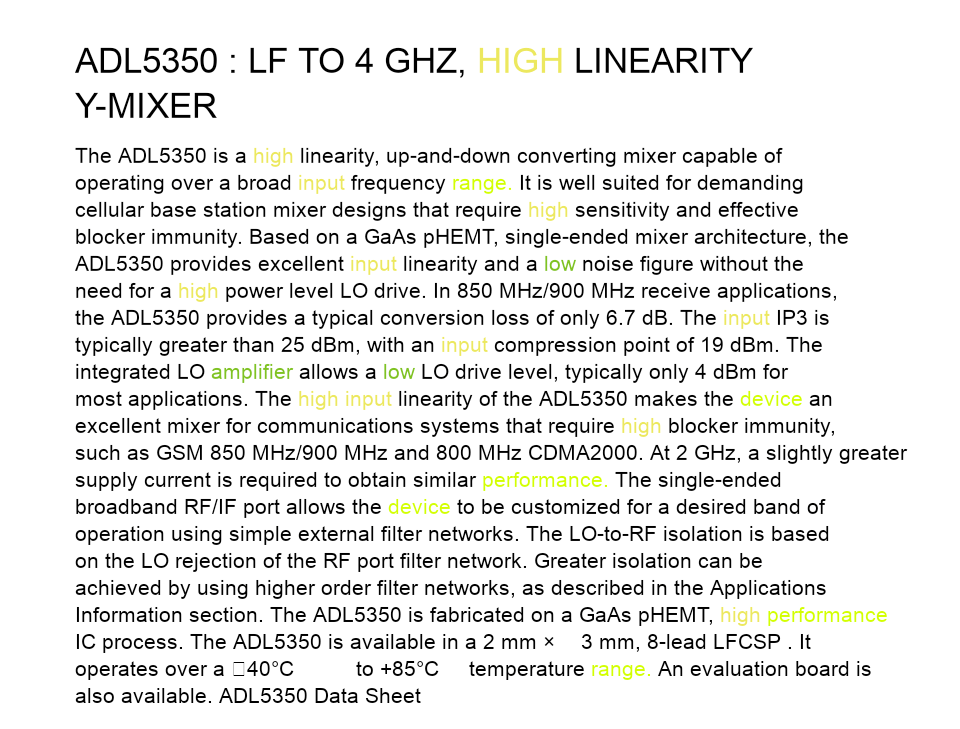 ADL5350 : LF TO 4 GHZ, HIGH LINEARITY
Y-MIXER
The ADL5350 is a high linearity, up-and-down converting mixer capable of
operating over a broad input frequency range. It is well suited for demanding
cellular base station mixer designs that require high sensitivity and effective
blocker immunity. Based on a GaAs pHEMT, single-ended mixer architecture, the
ADL5350 provides excellent input linearity and a low noise figure without the
need for a high power level LO drive. In 850 MHz/900 MHz receive applications,
the ADL5350 provides a typical conversion loss of only 6.7 dB. The input IP3 is
typically greater than 25 dBm, with an input compression point of 19 dBm. The
integrated LO amplifier allows a low LO drive level, typically only 4 dBm for
most applications. The high input linearity of the ADL5350 makes the device an
excellent mixer for communications systems that require high blocker immunity,
such as GSM 850 MHz/900 MHz and 800 MHz CDMA2000. At 2 GHz, a slightly greater
supply current is required to obtain similar performance. The single-ended
broadband RF/IF port allows the device to be customized for a desired band of
operation using simple external filter networks. The LO-to-RF isolation is based
on the LO rejection of the RF port filter network. Greater isolation can be
achieved by using higher order filter networks, as described in the Applications
Information section. The ADL5350 is fabricated on a GaAs pHEMT, high performance
IC process. The ADL5350 is available in a 2 mm × 3 mm, 8-lead LFCSP . It
operates over a □40°C to +85°C temperature range. An evaluation board is
also available. ADL5350 Data Sheet